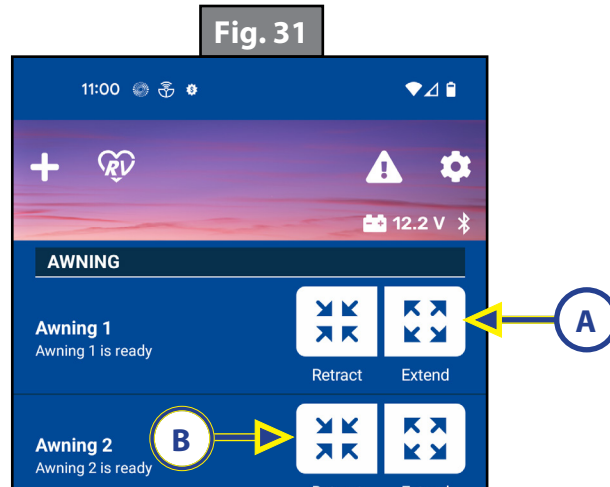 Fig. 31
11:00
RV
12.2 V
AWNING
Awning 1
Awning 1 is ready
Retract Extend
A
Awning 2
Awning 2 is ready
B